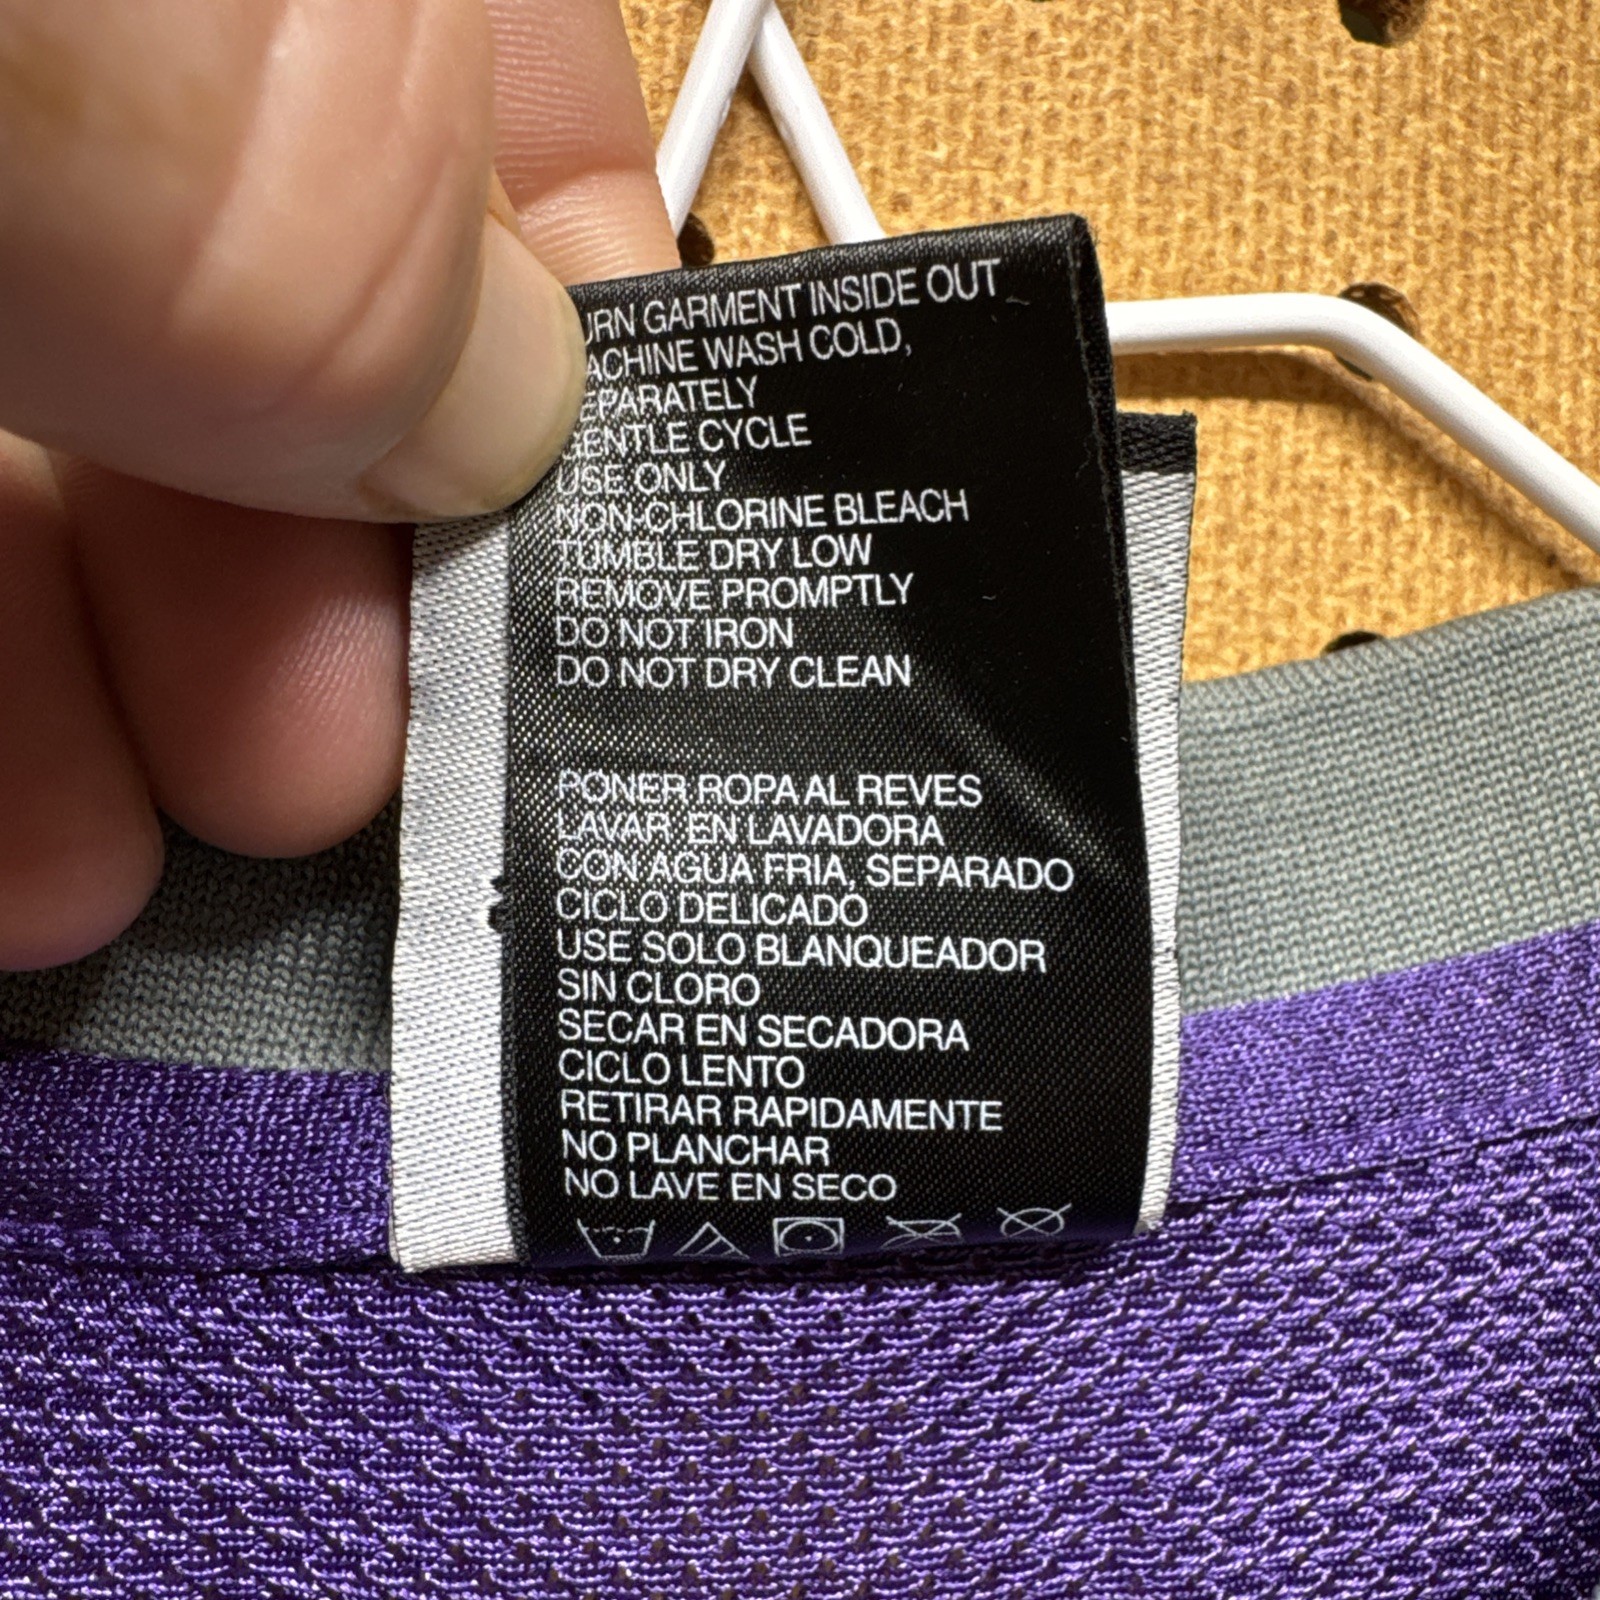 URN GARMENT INSIDE OUT
ACHINE WASH COLD,
EPARATELY
GENTLE CYCLE
USE ONLY
NON-CHLORINE BLEACH
TUMBLE DRY LOW
REMOVE PROMPTLY
DO NOT IRON
DO NOT DRY CLEAN
PONER ROPA AL REVES
LAVAR EN LAVADORA
CON AGUA FRIA, SEPARADO
CICLO DELICADO
USE SOLO BLANQUEADOR
SIN CLORO
SECAR EN SECADORA
CICLO LENTO
RETIRAR RAPIDAMENTE
NO PLANCHAR
NO LAVE EN SECO